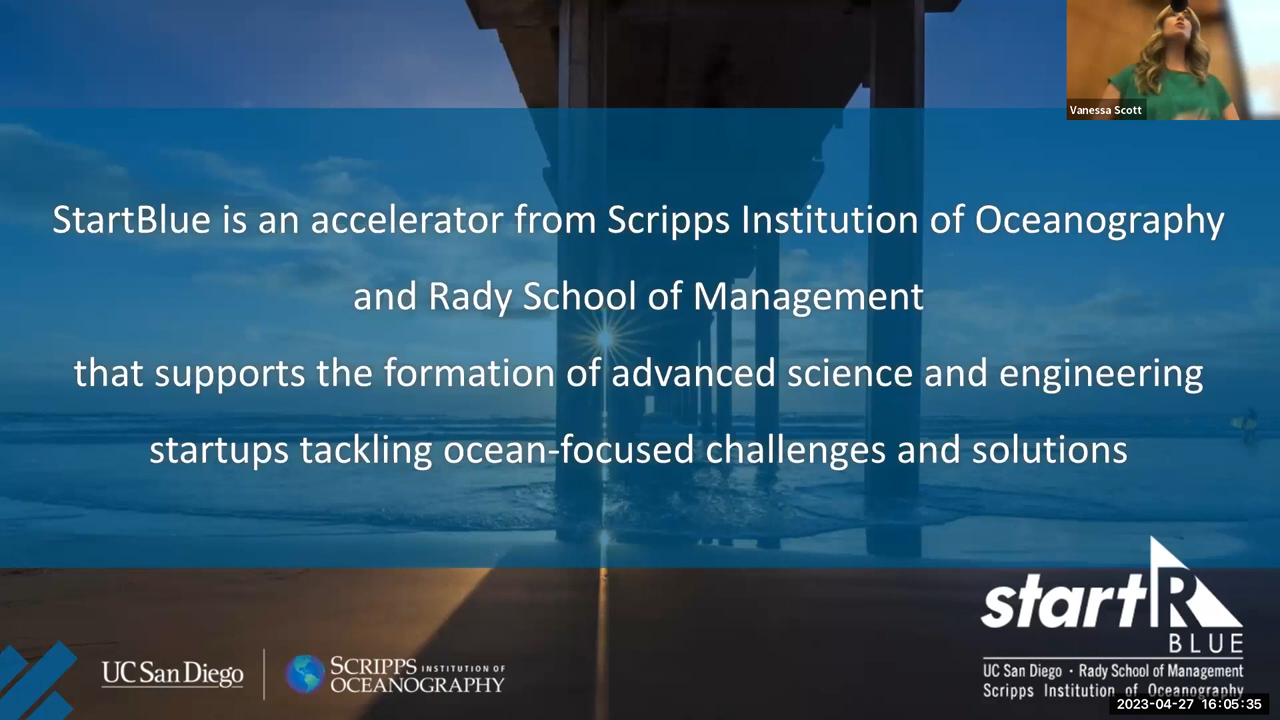 Vanessa Scott
StartBlue is an accelerator from Scripps Institution of Oceanography
and Rady School of Management
that supports the formation of advanced science and engineering
startups tackling ocean-focused challenges and solutions
startR
BLUE
UC San Diego • Rady School of Management
Scripps Institution of Oceanography
UC San Diego
SCRIPPS INSTITUTION OF
OCEANOGRAPHY
2023-04-27 16:05:35